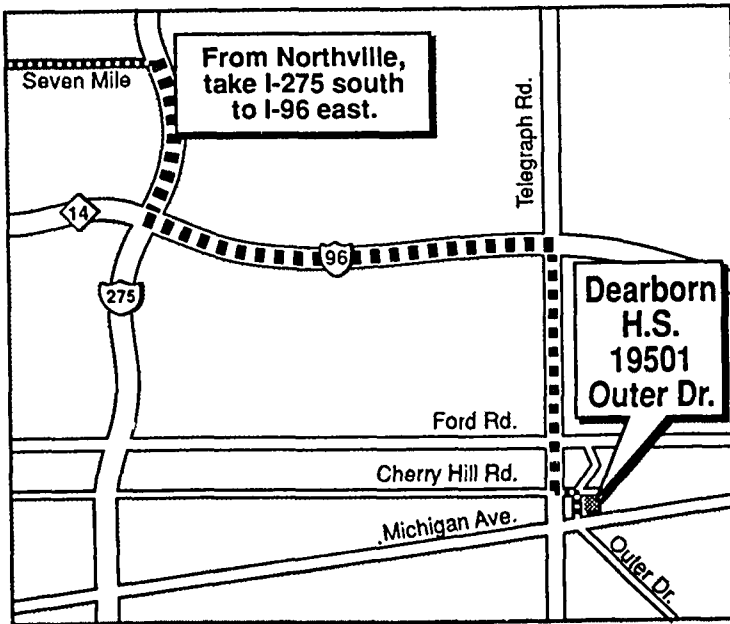 From Northville,
take I-275 south
to I-96 east.
Seven Mile
Telegraph Rd.
14
96
275
Dearborn
H.S.
19501
Outer Dr.
Ford Rd.
Cherry Hill Rd.
Michigan Ave.
Outer Dr.